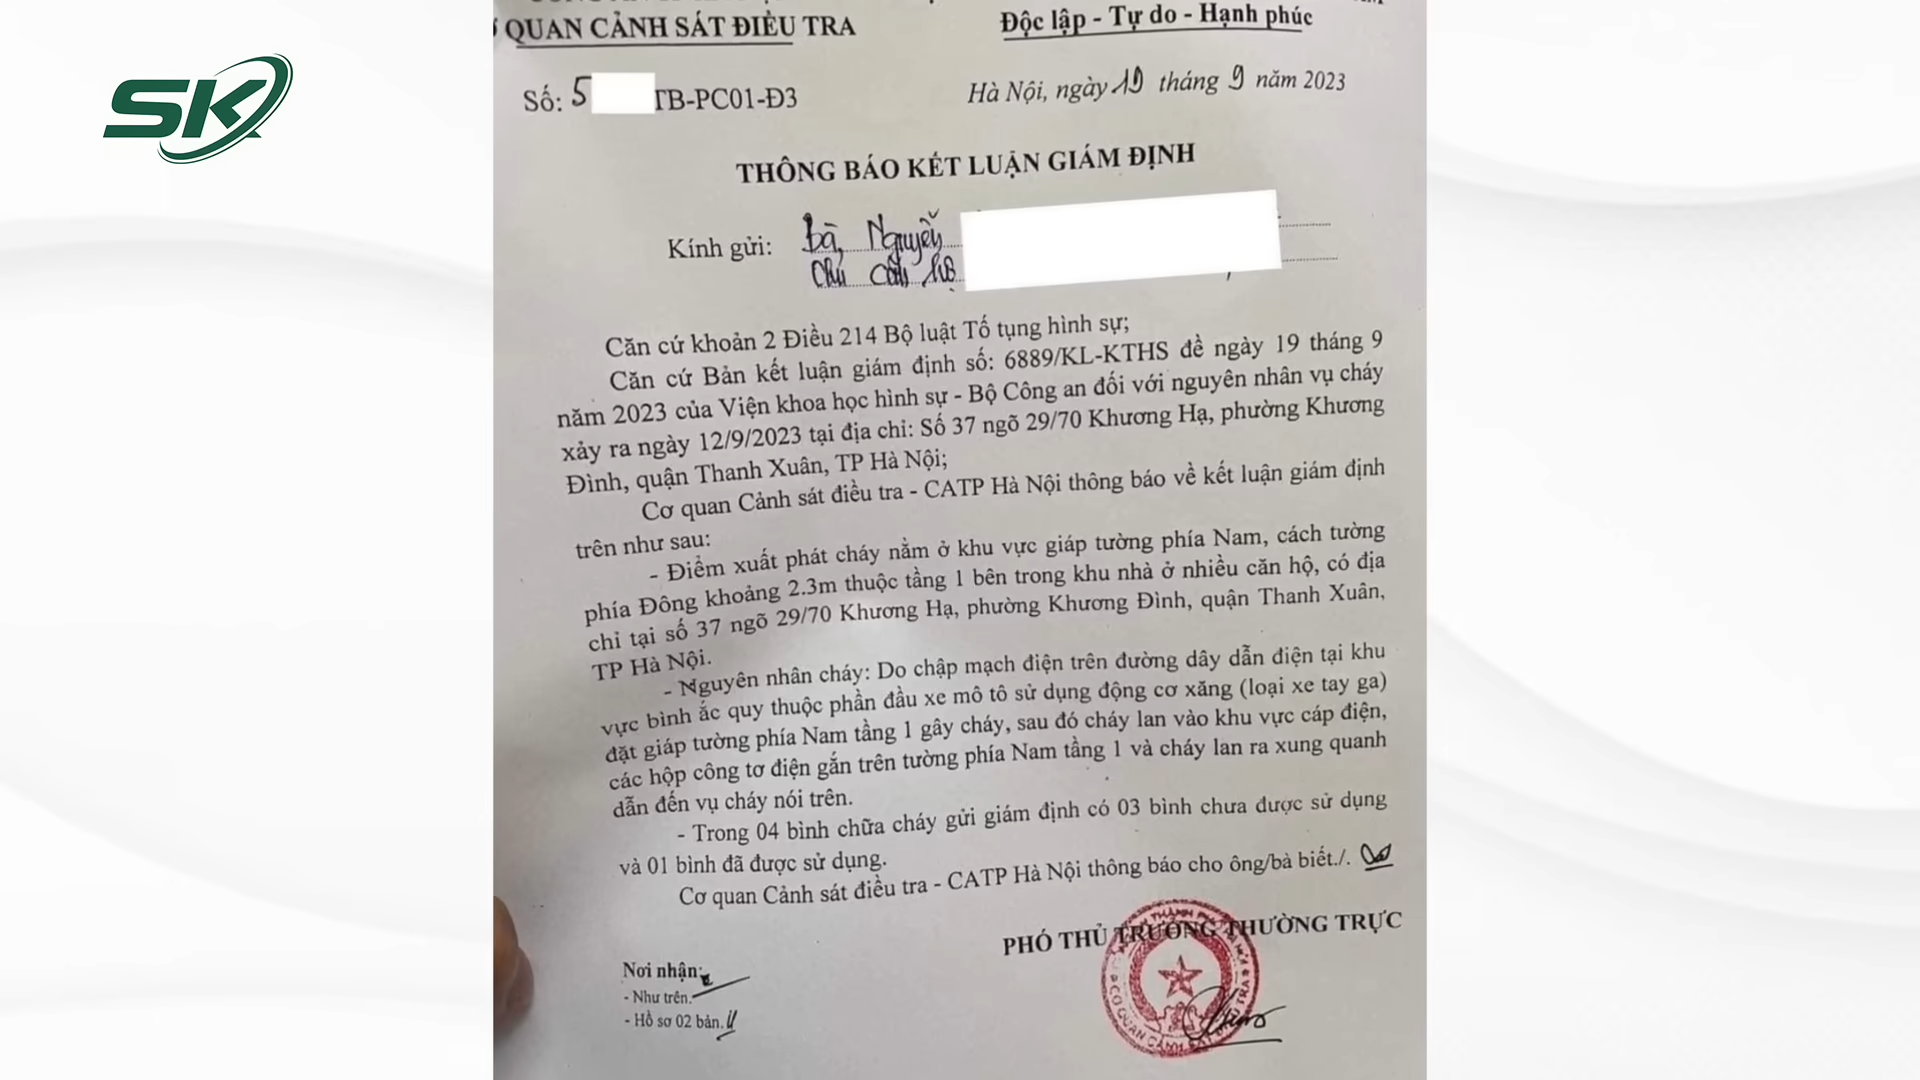 SK
QUAN CẢNH SÁT ĐIỀU TRA
Độc lập - Tự do - Hạnh phúc
Số: 5 TB-PC01-Đ3
Hà Nội, ngày 19 tháng 9 năm 2023
THÔNG BÁO KẾT LUẬN GIÁM ĐỊNH
Kính gửi: Bà Nguyễn
Chủ căn hộ
Căn cứ khoản 2 Điều 214 Bộ luật Tố tụng hình sự;
Căn cứ Bản kết luận giám định số: 6889/KL-KTHS đề ngày 19 tháng 9
năm 2023 của Viện khoa học hình sự - Bộ Công an đối với nguyên nhân vụ cháy
xảy ra ngày 12/9/2023 tại địa chỉ: Số 37 ngõ 29/70 Khương Hạ, phường Khương
Đình, quận Thanh Xuân, TP Hà Nội;
Cơ quan Cảnh sát điều tra - CATP Hà Nội thông báo về kết luận giám định
trên như sau:
- Điểm xuất phát cháy nằm ở khu vực giáp tường phía Nam, cách tường
phía Đông khoảng 2.3m thuộc tầng 1 bên trong khu nhà ở nhiều căn hộ, có địa
chỉ tại số 37 ngõ 29/70 Khương Hạ, phường Khương Đình, quận Thanh Xuân,
TP Hà Nội.
- Nguyên nhân cháy: Do chập mạch điện trên đường dây dẫn điện tại khu
vực bình ắc quy thuộc phần đầu xe mô tô sử dụng động cơ xăng (loại xe tay ga)
đặt giáp tường phía Nam tầng 1 gây cháy, sau đó cháy lan vào khu vực cáp điện,
các hộp công tơ điện gắn trên tường phía Nam tầng 1 và cháy lan ra xung quanh
dẫn đến vụ cháy nói trên.
- Trong 04 bình chữa cháy gửi giám định có 03 bình chưa được sử dụng
và 01 bình đã được sử dụng.
Cơ quan Cảnh sát điều tra - CATP Hà Nội thông báo cho ông/bà biết./.
PHÓ THỦ TRƯỞNG THƯỜNG TRỰC
Nơi nhận:
- Như trên.
- Hồ sơ 02 bản.